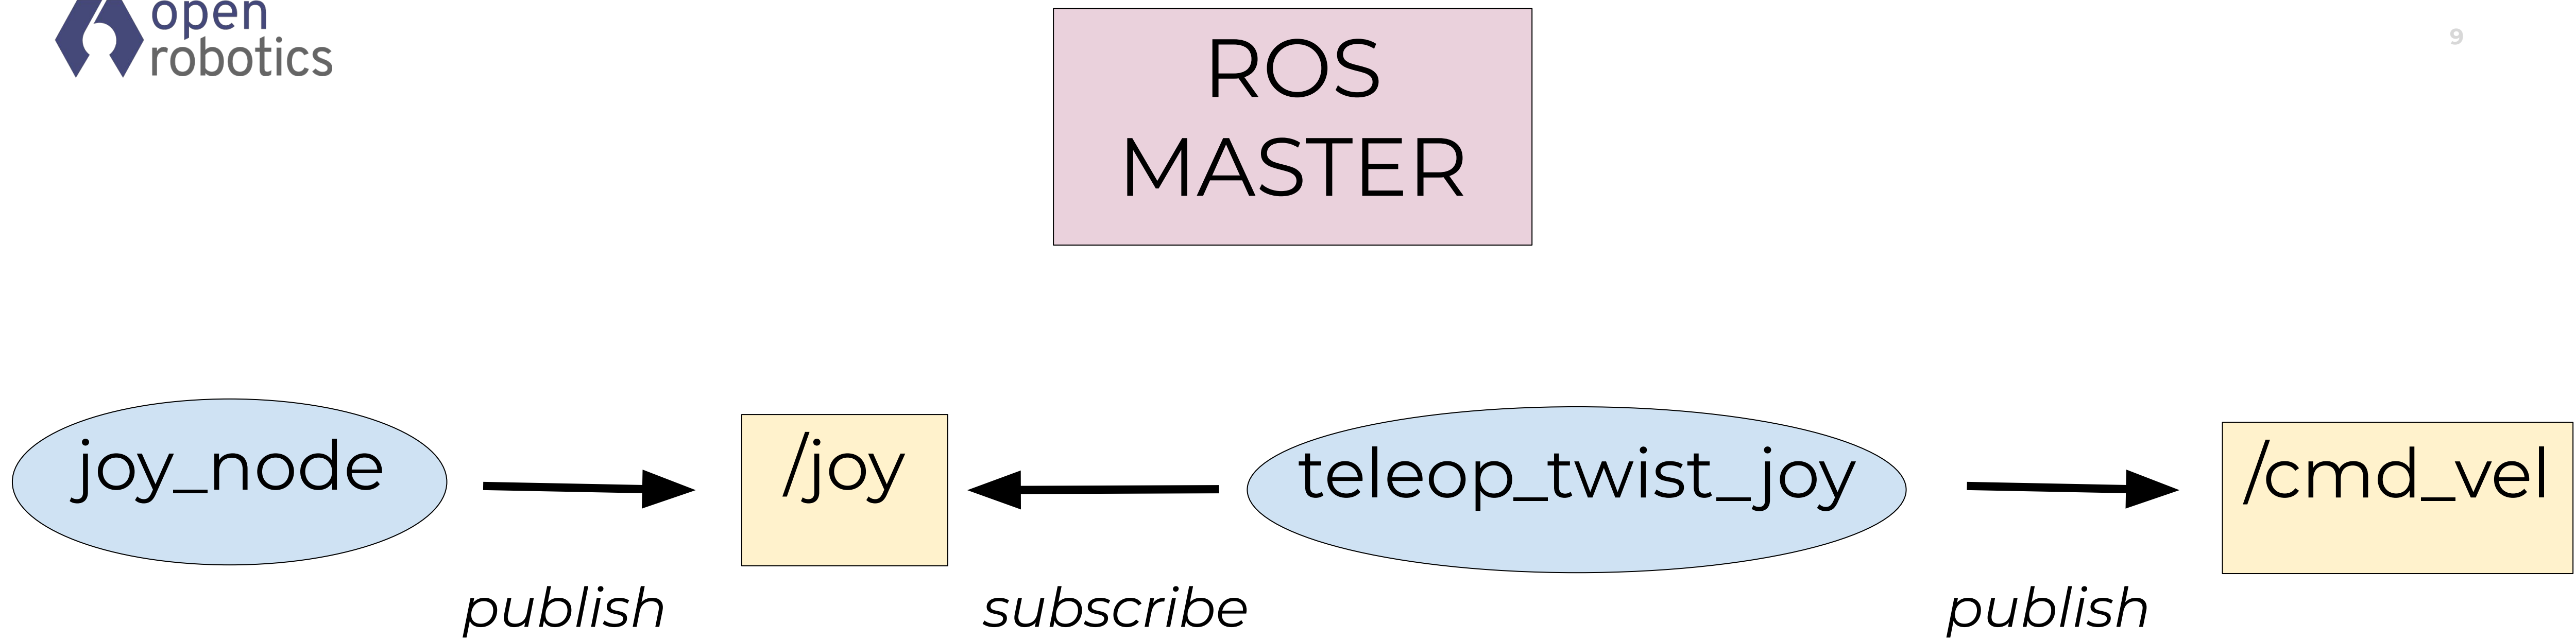 open
robotics
9
ROS
MASTER
joy_node
/joy
teleop_twist_joy
/cmd_vel
publish
subscribe
publish